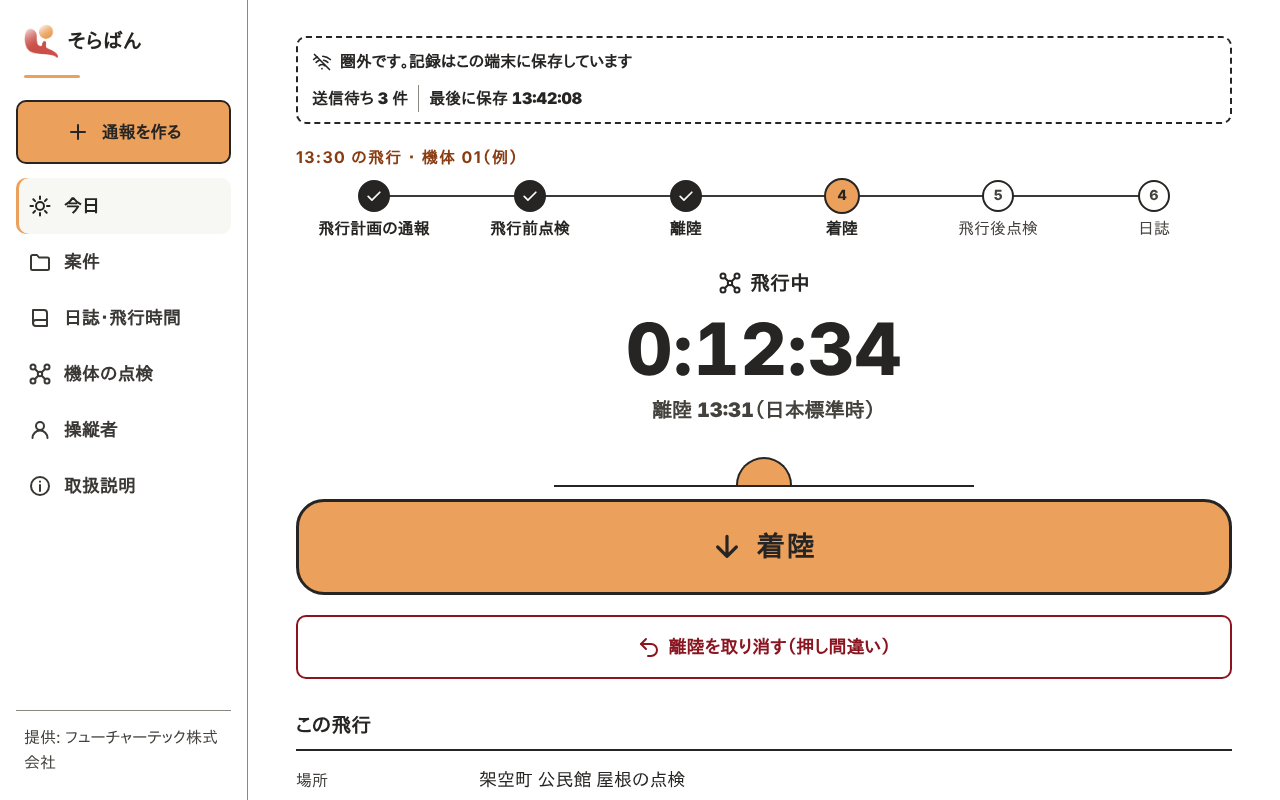 そらばん
通報を作る
今日
案件
日誌・飛行時間
機体の点検
操縦者
取扱説明
提供: フューチャーテック株式
会社
圏外です。記録はこの端末に保存しています
送信待ち 3 件 最後に保存 13:42:08
13:30 の飛行・機体 01(例)
4 5 6
飛行計画の通報 飛行前点検 離陸 着陸 飛行後点検 日誌
飛行中
0:12:34
離陸 13:31(日本標準時)
着陸
離陸を取り消す(押し間違い)
この飛行
場所 架空町 公民館 屋根の点検